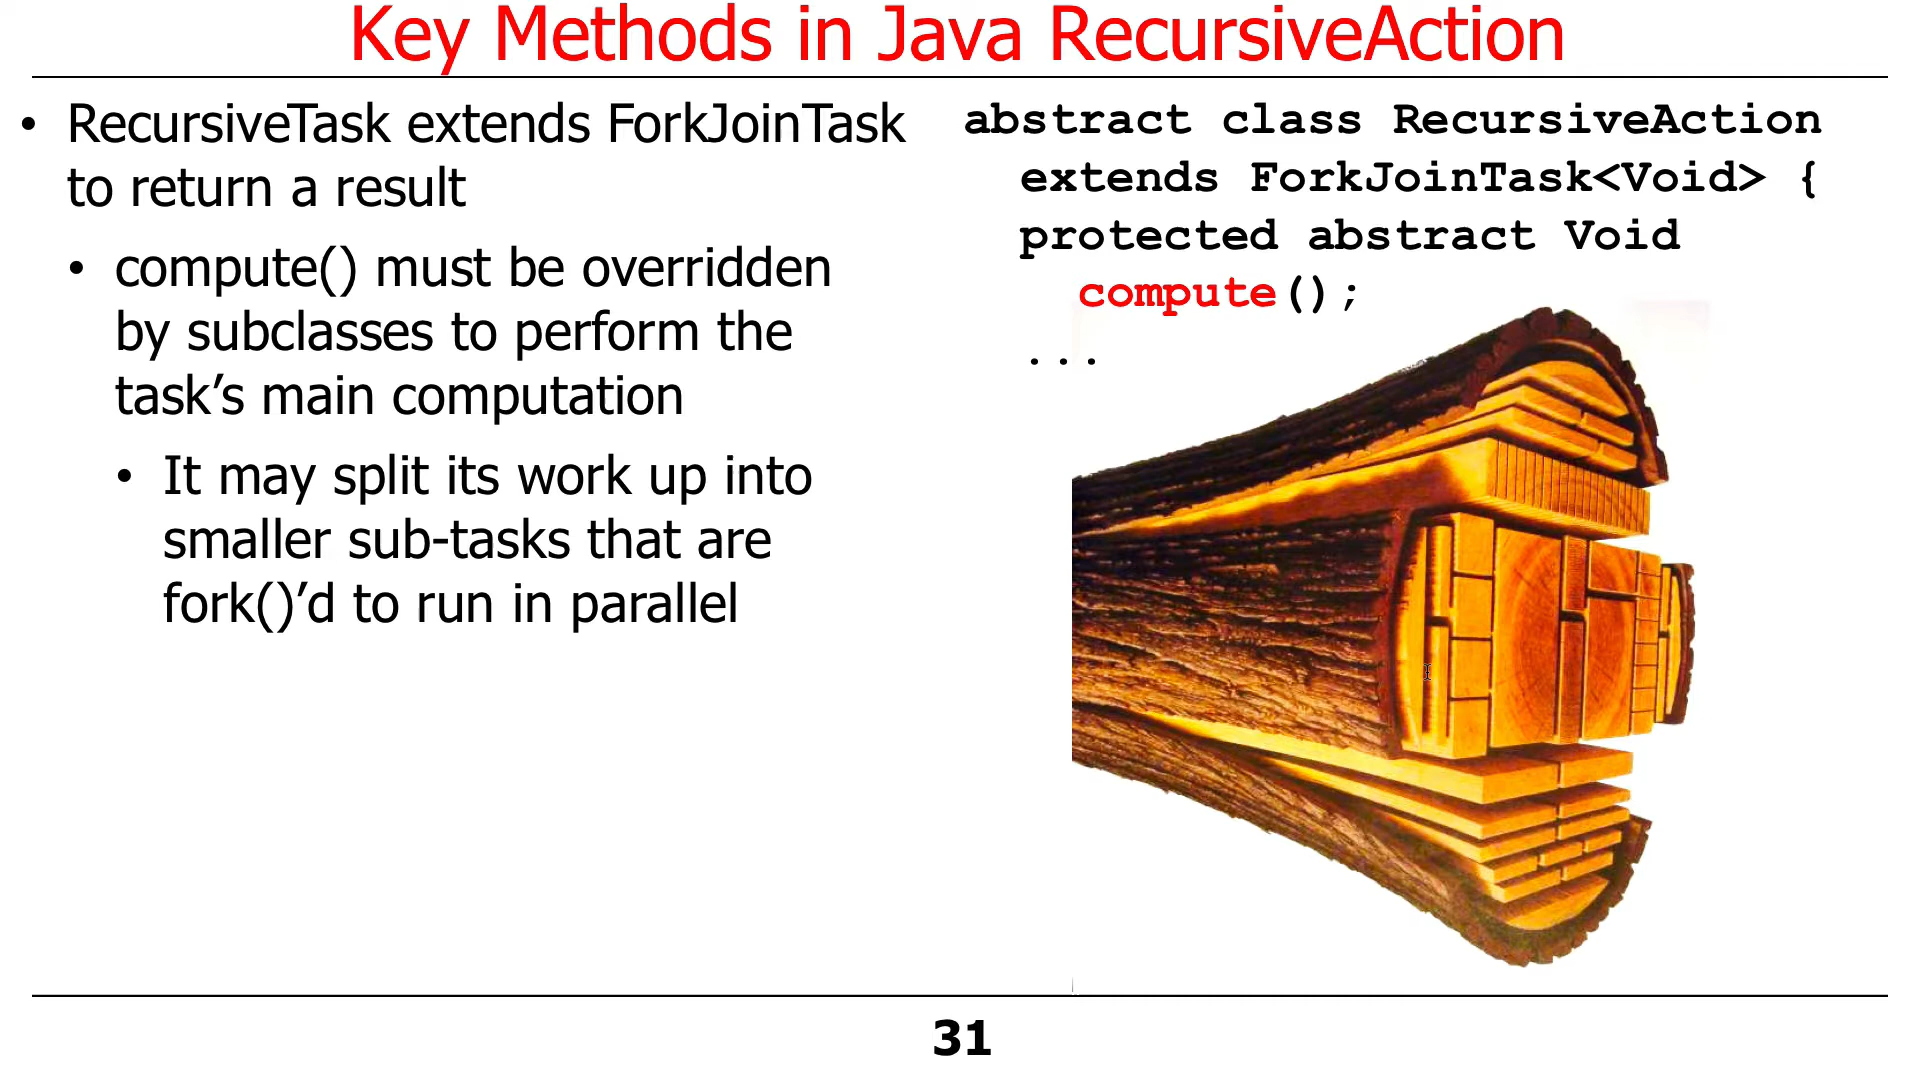 Key Methods in Java RecursiveAction
• RecursiveTask extends ForkJoinTask
to return a result
• compute() must be overridden
by subclasses to perform the
task’s main computation
• It may split its work up into
smaller sub-tasks that are
fork()’d to run in parallel
abstract class RecursiveAction
extends ForkJoinTask<Void> {
protected abstract Void
compute();
...
31